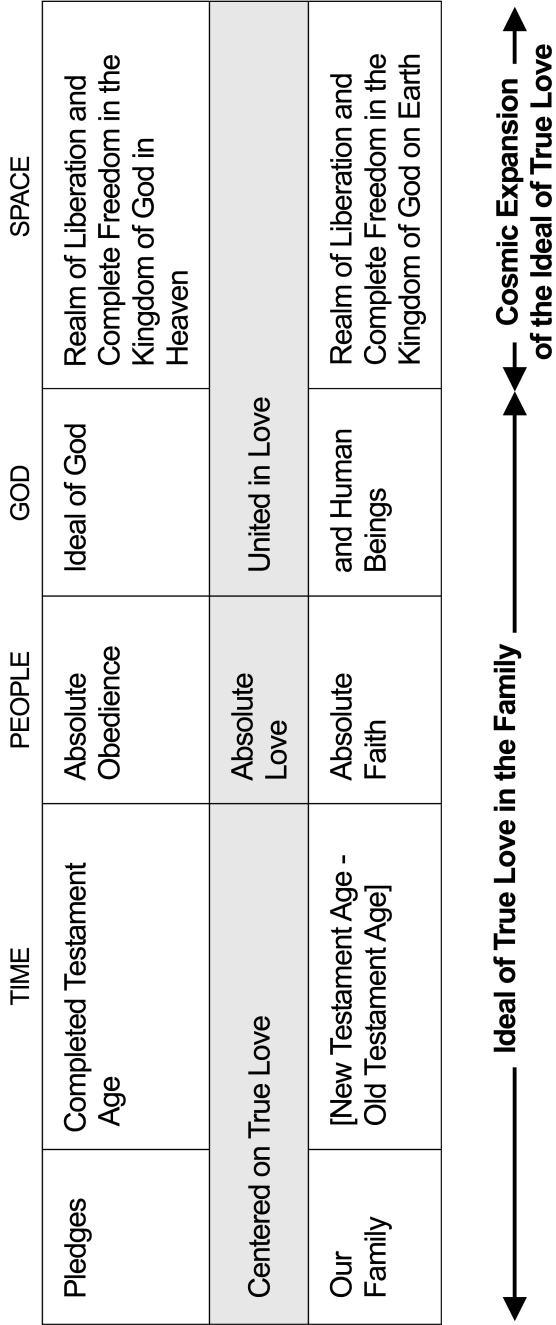 TIME
PEOPLE
GOD
SPACE
Pledges
Completed Testament
Age
Absolute
Obedience
Ideal of God
Realm of Liberation and
Complete Freedom in the
Kingdom of God in
Heaven
Centered on True Love
Absolute
Love
United in Love
Our
Family
[New Testament Age -
Old Testament Age]
Absolute
Faith
and Human
Beings
Realm of Liberation and
Complete Freedom in the
Kingdom of God on Earth
Ideal of True Love in the Family
Cosmic Expansion
of the Ideal of True Love